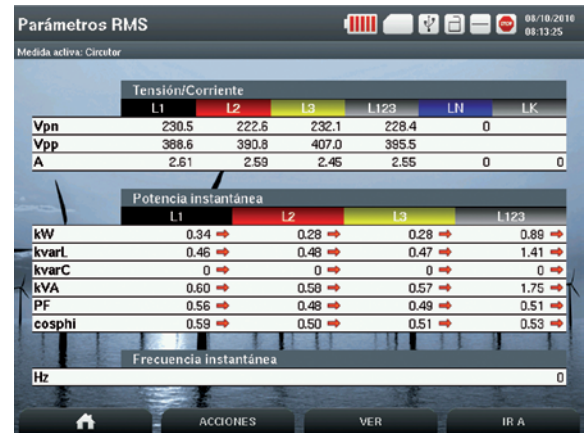 Parámetros RMS
STOP
08/10/2010
08:13:25
Medida activa: Circutor
Tensión/Corriente
L1 L2 L3 L123 LN LK
Vpn 230.5 222.6 232.1 228.4 0
Vpp 388.6 390.8 407.0 395.5
A 2.61 2.59 2.45 2.55 0 0
Potencia instantánea
L1 L2 L3 L123
kW 0.34 0.28 0.28 0.89
kvarL 0.46 0.48 0.47 1.41
kvarC 0 0 0 0
kVA 0.60 0.58 0.57 1.75
PF 0.56 0.48 0.49 0.51
cosphi 0.59 0.50 0.51 0.53
Frecuencia instantánea
Hz 0
ACCIONES VER IR A